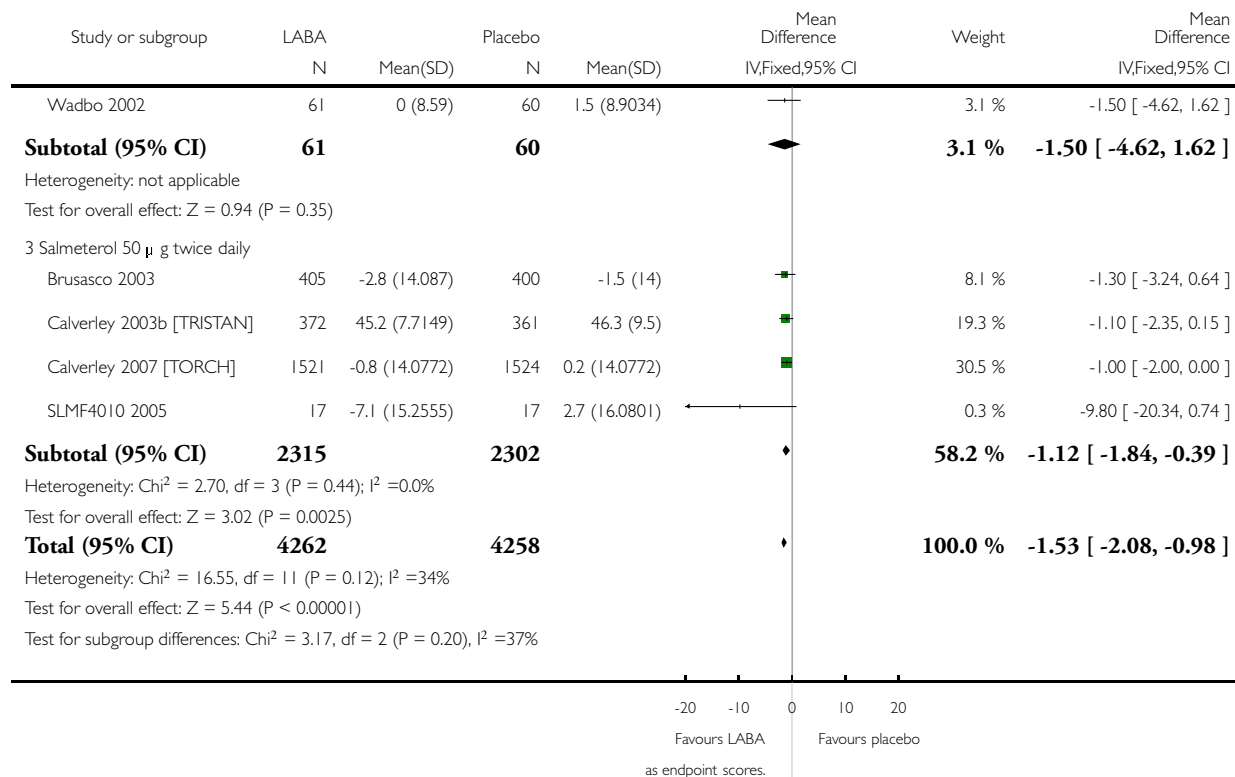 Study or subgroup LABA Placebo Mean Difference Weight Mean Difference
N Mean(SD) N Mean(SD) IV,Fixed,95% CI IV,Fixed,95% CI
Wadbo 2002 61 0 (8.59) 60 1.5 (8.9034) 3.1 % -1.50 [ -4.62, 1.62 ]
Subtotal (95% CI) 61 60 3.1 % -1.50 [ -4.62, 1.62 ]
Heterogeneity: not applicable
Test for overall effect: Z = 0.94 (P = 0.35)
3 Salmeterol 50 μ g twice daily
Brusasco 2003 405 -2.8 (14.087) 400 -1.5 (14) 8.1 % -1.30 [ -3.24, 0.64 ]
Calverley 2003b [TRISTAN] 372 45.2 (7.7149) 361 46.3 (9.5) 19.3 % -1.10 [ -2.35, 0.15 ]
Calverley 2007 [TORCH] 1521 -0.8 (14.0772) 1524 0.2 (14.0772) 30.5 % -1.00 [ -2.00, 0.00 ]
SLMF4010 2005 17 -7.1 (15.2555) 17 2.7 (16.0801) 0.3 % -9.80 [ -20.34, 0.74 ]
Subtotal (95% CI) 2315 2302 58.2 % -1.12 [ -1.84, -0.39 ]
Heterogeneity: Chi² = 2.70, df = 3 (P = 0.44); I² =0.0%
Test for overall effect: Z = 3.02 (P = 0.0025)
Total (95% CI) 4262 4258 100.0 % -1.53 [ -2.08, -0.98 ]
Heterogeneity: Chi² = 16.55, df = 11 (P = 0.12); I² =34%
Test for overall effect: Z = 5.44 (P < 0.00001)
Test for subgroup differences: Chi² = 3.17, df = 2 (P = 0.20), I² =37%
-20 -10 0 10 20
Favours LABA Favours placebo
as endpoint scores.